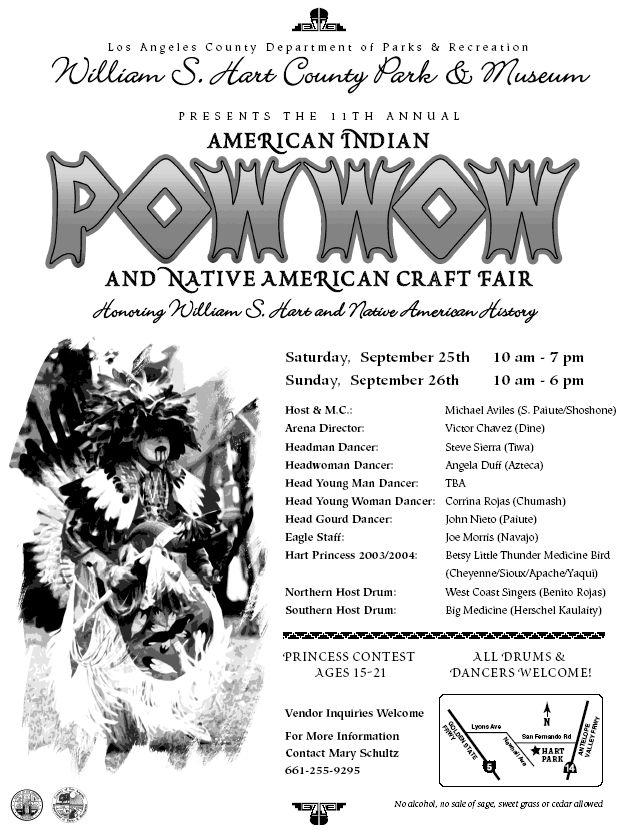 Los Angeles County Department of Parks & Recreation
William S. Hart County Park & Museum
PRESENTS THE 11TH ANNUAL
AMERICAN INDIAN
POW WOW
AND NATIVE AMERICAN CRAFT FAIR
Honoring William S. Hart and Native American History
Saturday, September 25th 10 am - 7 pm
Sunday, September 26th 10 am - 6 pm
Host & M.C.: Michael Aviles (S. Paiute/Shoshone)
Arena Director: Victor Chavez (Dine)
Headman Dancer: Steve Sierra (Tiwa)
Headwoman Dancer: Angela Duff (Azteca)
Head Young Man Dancer: TBA
Head Young Woman Dancer: Corrina Rojas (Chumash)
Head Gourd Dancer: John Nieto (Paiute)
Eagle Staff: Joe Morris (Navajo)
Hart Princess 2003/2004: Betsy Little Thunder Medicine Bird
(Cheyenne/Sioux/Apache/Yaqui)
Northern Host Drum: West Coast Singers (Benito Rojas)
Southern Host Drum: Big Medicine (Herschel Kaulaity)
PRINCESS CONTEST
AGES 15-21
ALL DRUMS &
DANCERS WELCOME!
Vendor Inquiries Welcome
For More Information
Contact Mary Schultz
661-255-9295
N
Lyons Ave
San Fernando Rd
GOLDEN STATE
FRWY
Newhall Ave
HART
PARK
ANTELOPE
VALLEY FRWY
5
14
No alcohol, no sale of sage, sweet grass or cedar allowed